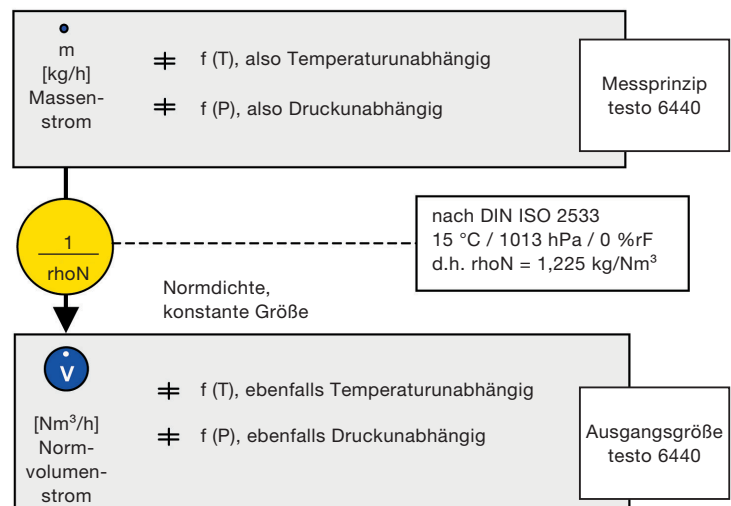 m
[kg/h]
Massen-
strom
≠ f (T), also Temperaturunabhängig
≠ f (P), also Druckunabhängig
Messprinzip
testo 6440
1
rhoN
nach DIN ISO 2533
15 °C / 1013 hPa / 0 %rF
d.h. rhoN = 1,225 kg/Nm³
Normdichte,
konstante Größe
V
[Nm³/h]
Norm-
volumen-
strom
≠ f (T), ebenfalls Temperaturunabhängig
≠ f (P), ebenfalls Druckunabhängig
Ausgangsgröße
testo 6440